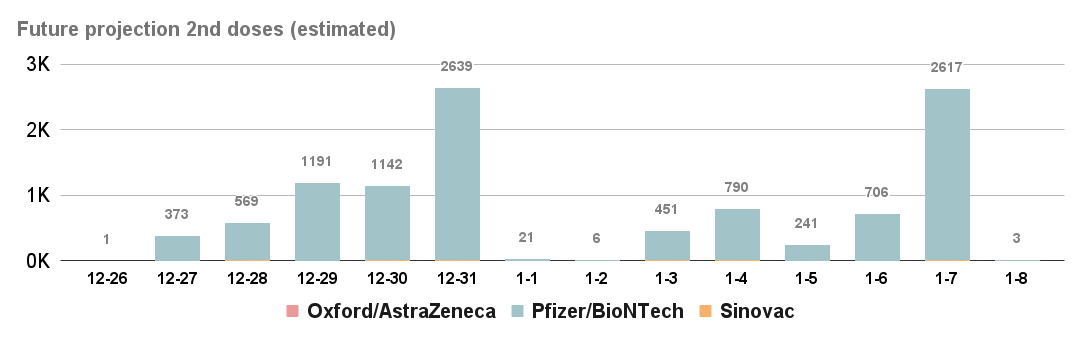 Future projection 2nd doses (estimated)
3K
2K
1K
0K
1
373
569
1191
1142
2639
21
6
451
790
241
706
2617
3
12-26 12-27 12-28 12-29 12-30 12-31 1-1 1-2 1-3 1-4 1-5 1-6 1-7 1-8
Oxford/AstraZeneca Pfizer/BioNTech Sinovac